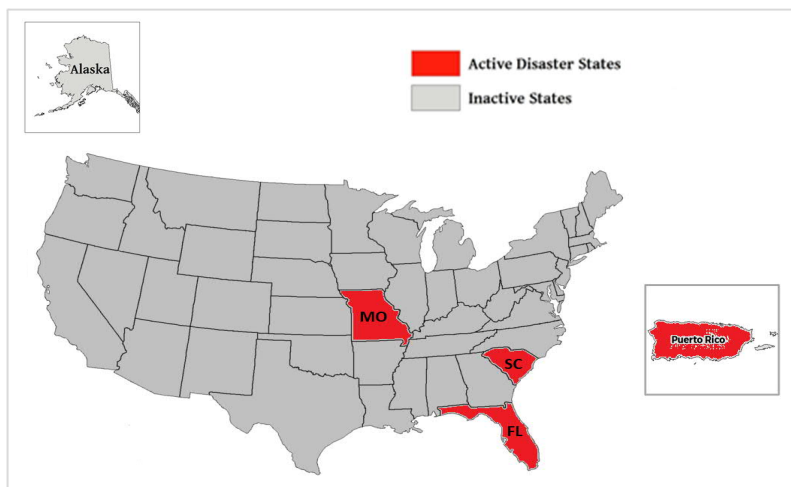 Alaska
Active Disaster States
Inactive States
MO
Puerto Rico
SC
FL